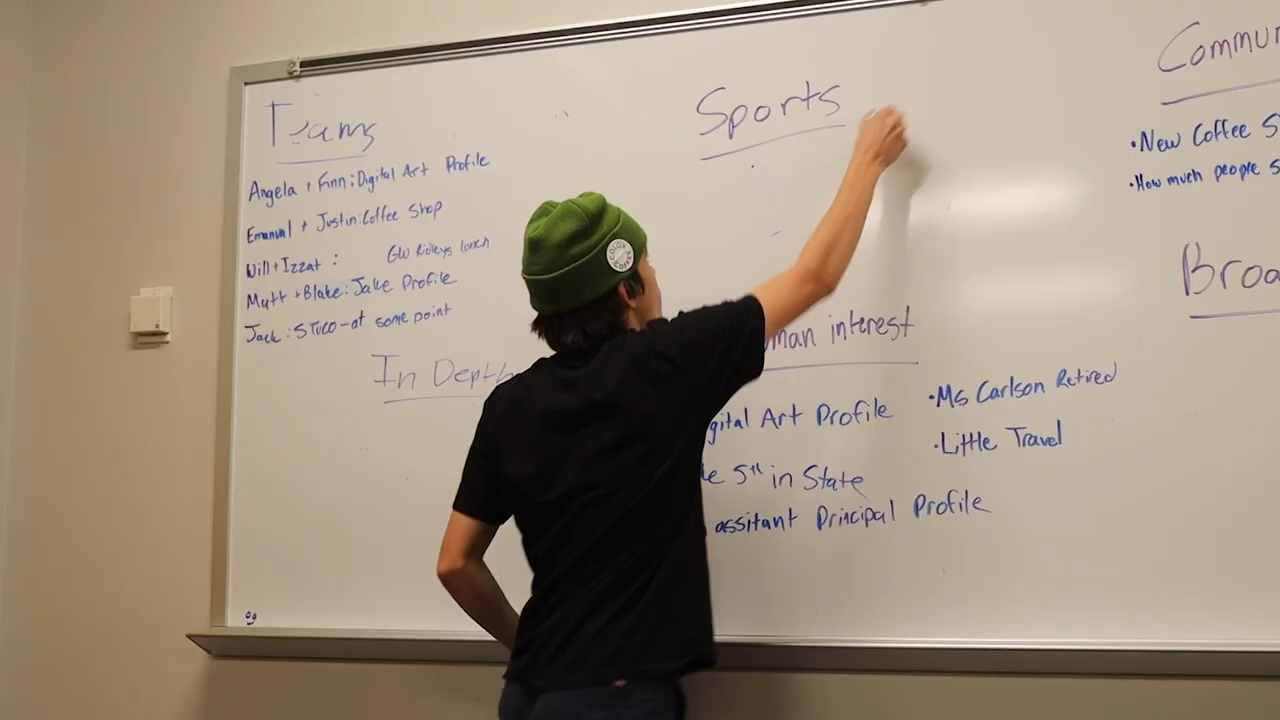 Teams
Angela + Finn: Digital Art Profile
Emanual + Justin: Coffee Shop
Will + Izzat : GW Ridleys lunch
Matt + Blake: Jake Profile
Jack: STUCO-at some point
In Depth
Sports
man interest
gital Art Profile
e 5th in State
assitant Principal Profile
•Ms Carlson Retired
•Little Travel
Commun
•New Coffee S
•How much people s
Broa
COLOR
COFFEE